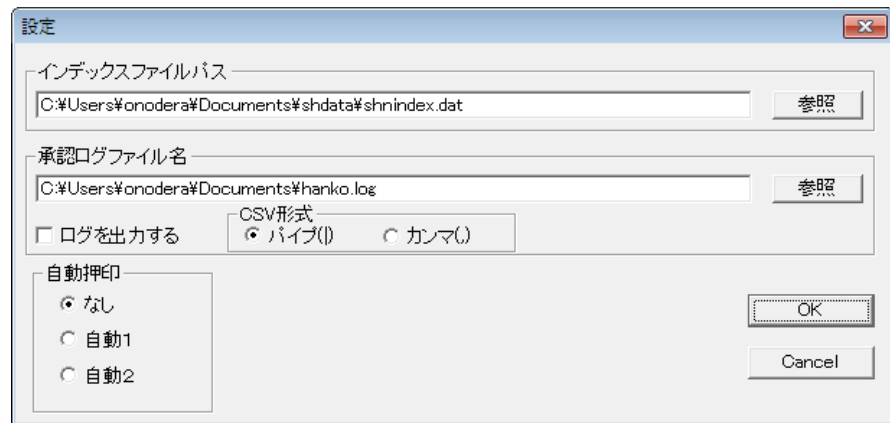 設定
インデックスファイルパス
C:¥Users¥onodera¥Documents¥shdata¥shnindex.dat
参照
承認ログファイル名
C:¥Users¥onodera¥Documents¥hanko.log
参照
ログを出力する
CSV形式
パイプ(|)
カンマ(,)
自動押印
なし
自動1
自動2
OK
Cancel